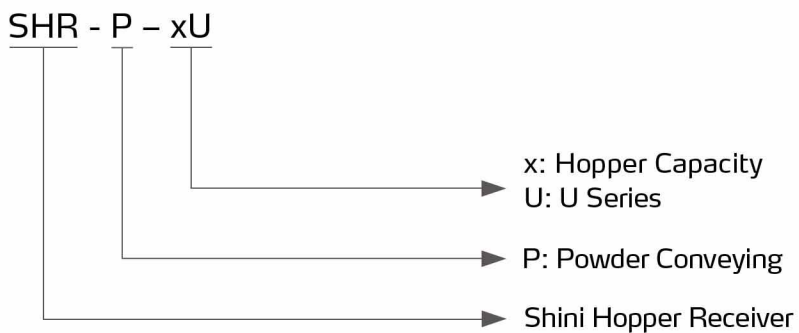 SHR - P – xU
x: Hopper Capacity
U: U Series
P: Powder Conveying
Shini Hopper Receiver